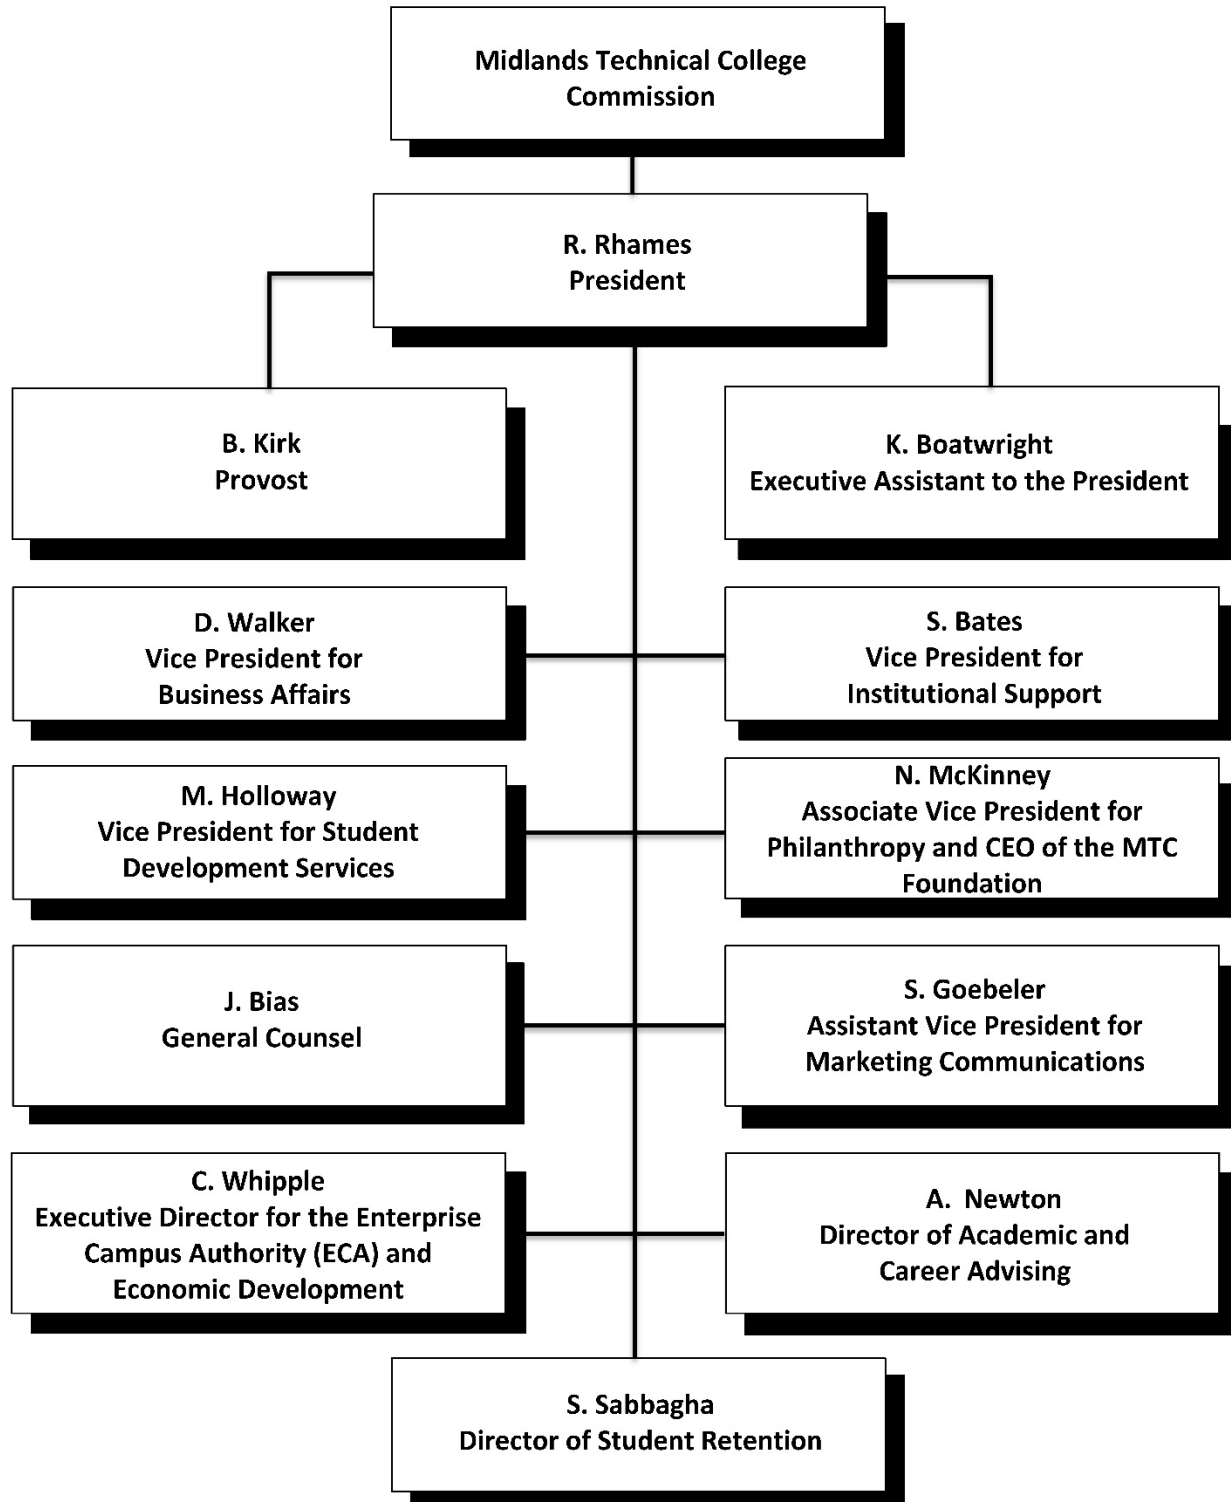 Midlands Technical College
Commission
R. Rhames
President
B. Kirk
Provost
K. Boatwright
Executive Assistant to the President
D. Walker
Vice President for
Business Affairs
S. Bates
Vice President for
Institutional Support
M. Holloway
Vice President for Student
Development Services
N. McKinney
Associate Vice President for
Philanthropy and CEO of the MTC
Foundation
J. Bias
General Counsel
S. Goebeler
Assistant Vice President for
Marketing Communications
C. Whipple
Executive Director for the Enterprise
Campus Authority (ECA) and
Economic Development
A.  Newton
Director of Academic and
Career Advising
S. Sabbagha
Director of Student Retention